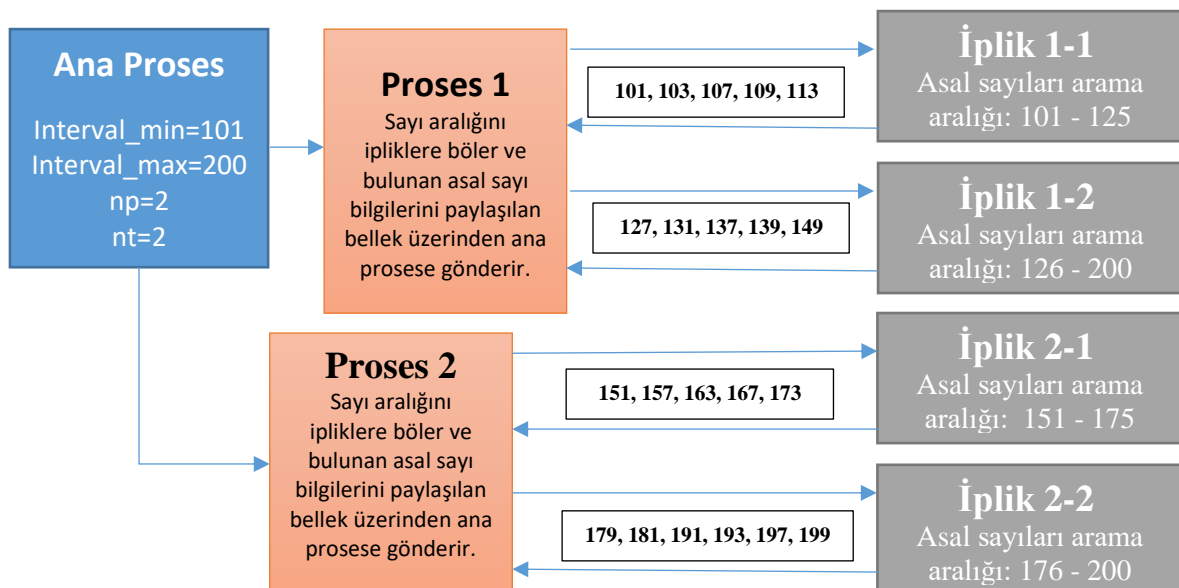 Ana Proses
Interval_min=101
Interval_max=200
np=2
nt=2
Proses 1
Sayı aralığını
ipliklere böler ve
bulunan asal sayı
bilgilerini paylaşılan
bellek üzerinden ana
prosese gönderir.
101, 103, 107, 109, 113
İplik 1-1
Asal sayıları arama
aralığı: 101 - 125
127, 131, 137, 139, 149
İplik 1-2
Asal sayıları arama
aralığı: 126 - 200
Proses 2
Sayı aralığını
ipliklere böler ve
bulunan asal sayı
bilgilerini paylaşılan
bellek üzerinden ana
prosese gönderir.
151, 157, 163, 167, 173
İplik 2-1
Asal sayıları arama
aralığı: 151 - 175
179, 181, 191, 193, 197, 199
İplik 2-2
Asal sayıları arama
aralığı: 176 - 200